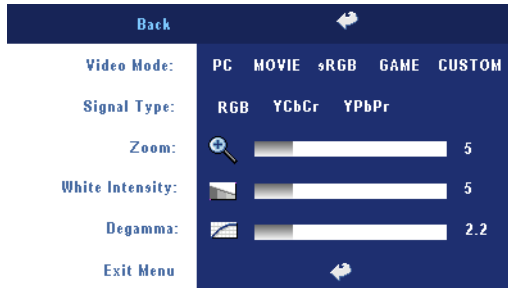 Back
Video Mode: PC MOVIE sRGB GAME CUSTOM
Signal Type: RGB YCbCr YPbPr
Zoom: 5
White Intensity: 5
Degamma: 2.2
Exit Menu